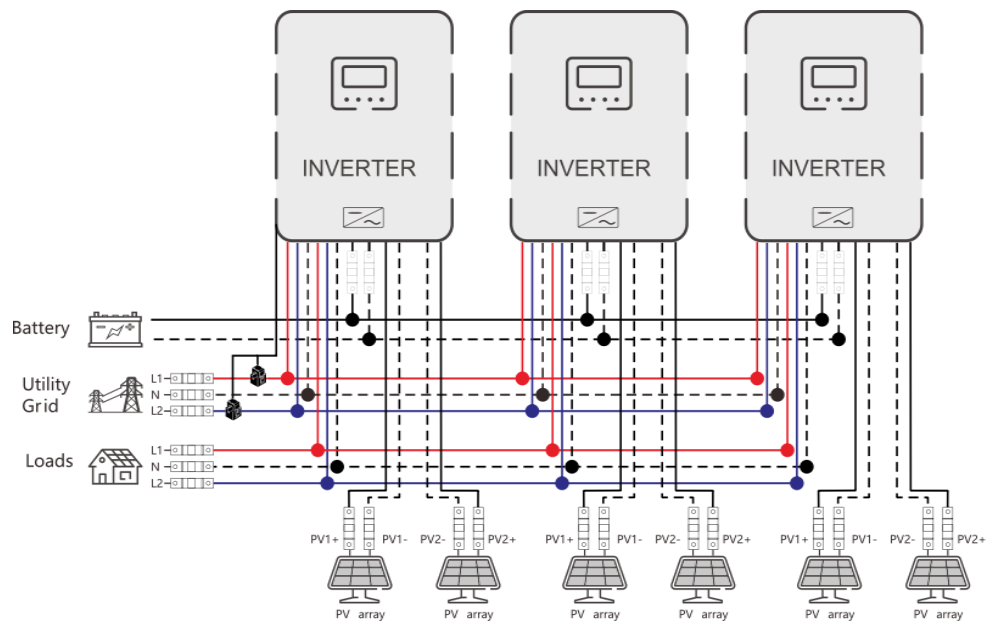 INVERTER INVERTER INVERTER
Battery
Utility
Grid
L1
N
L2
Loads
L1
N
L2
PV1+ PV1- PV2- PV2+ PV1+ PV1- PV2- PV2+ PV1+ PV1- PV2- PV2+
PV array PV array PV array PV array PV array PV array